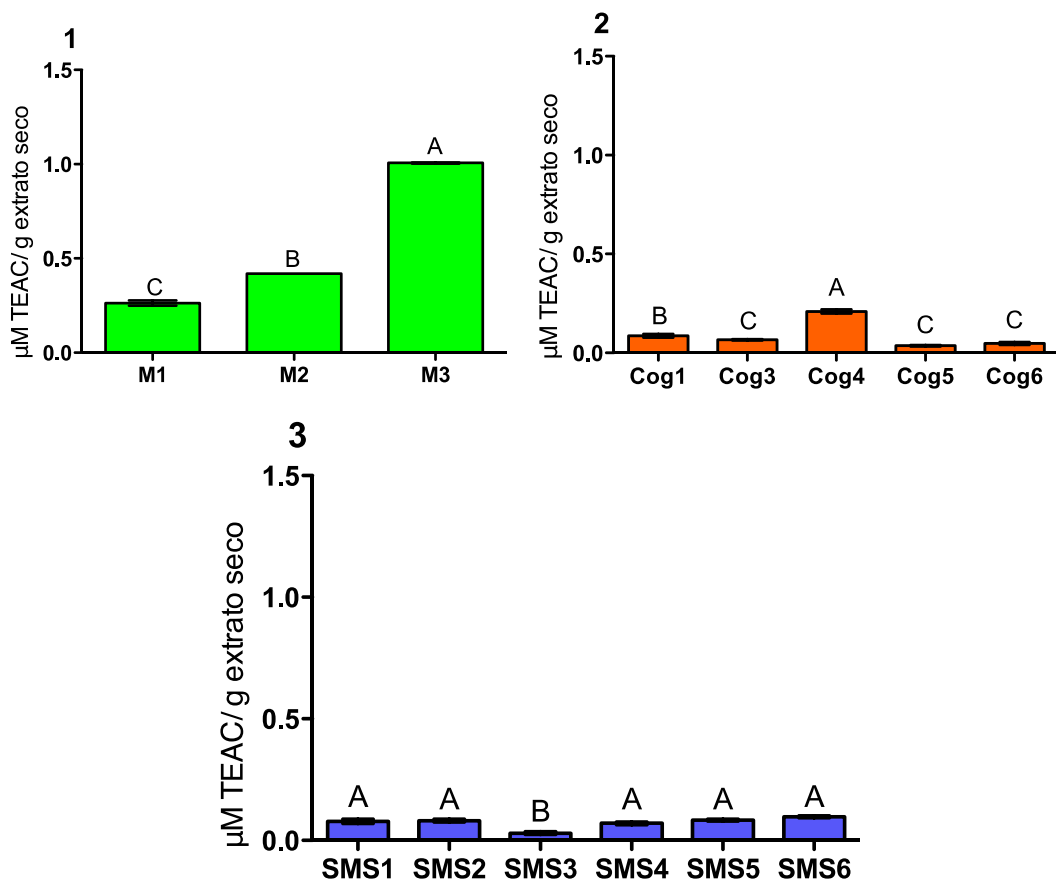 1
µM TEAC/ g extrato seco
1.5
1.0
0.5
0.0
C
B
A
M1 M2 M3
2
µM TEAC/ g extrato seco
1.5
1.0
0.5
0.0
B C A C C
Cog1 Cog3 Cog4 Cog5 Cog6
3
µM TEAC/ g extrato seco
1.5
1.0
0.5
0.0
A A B A A A
SMS1 SMS2 SMS3 SMS4 SMS5 SMS6